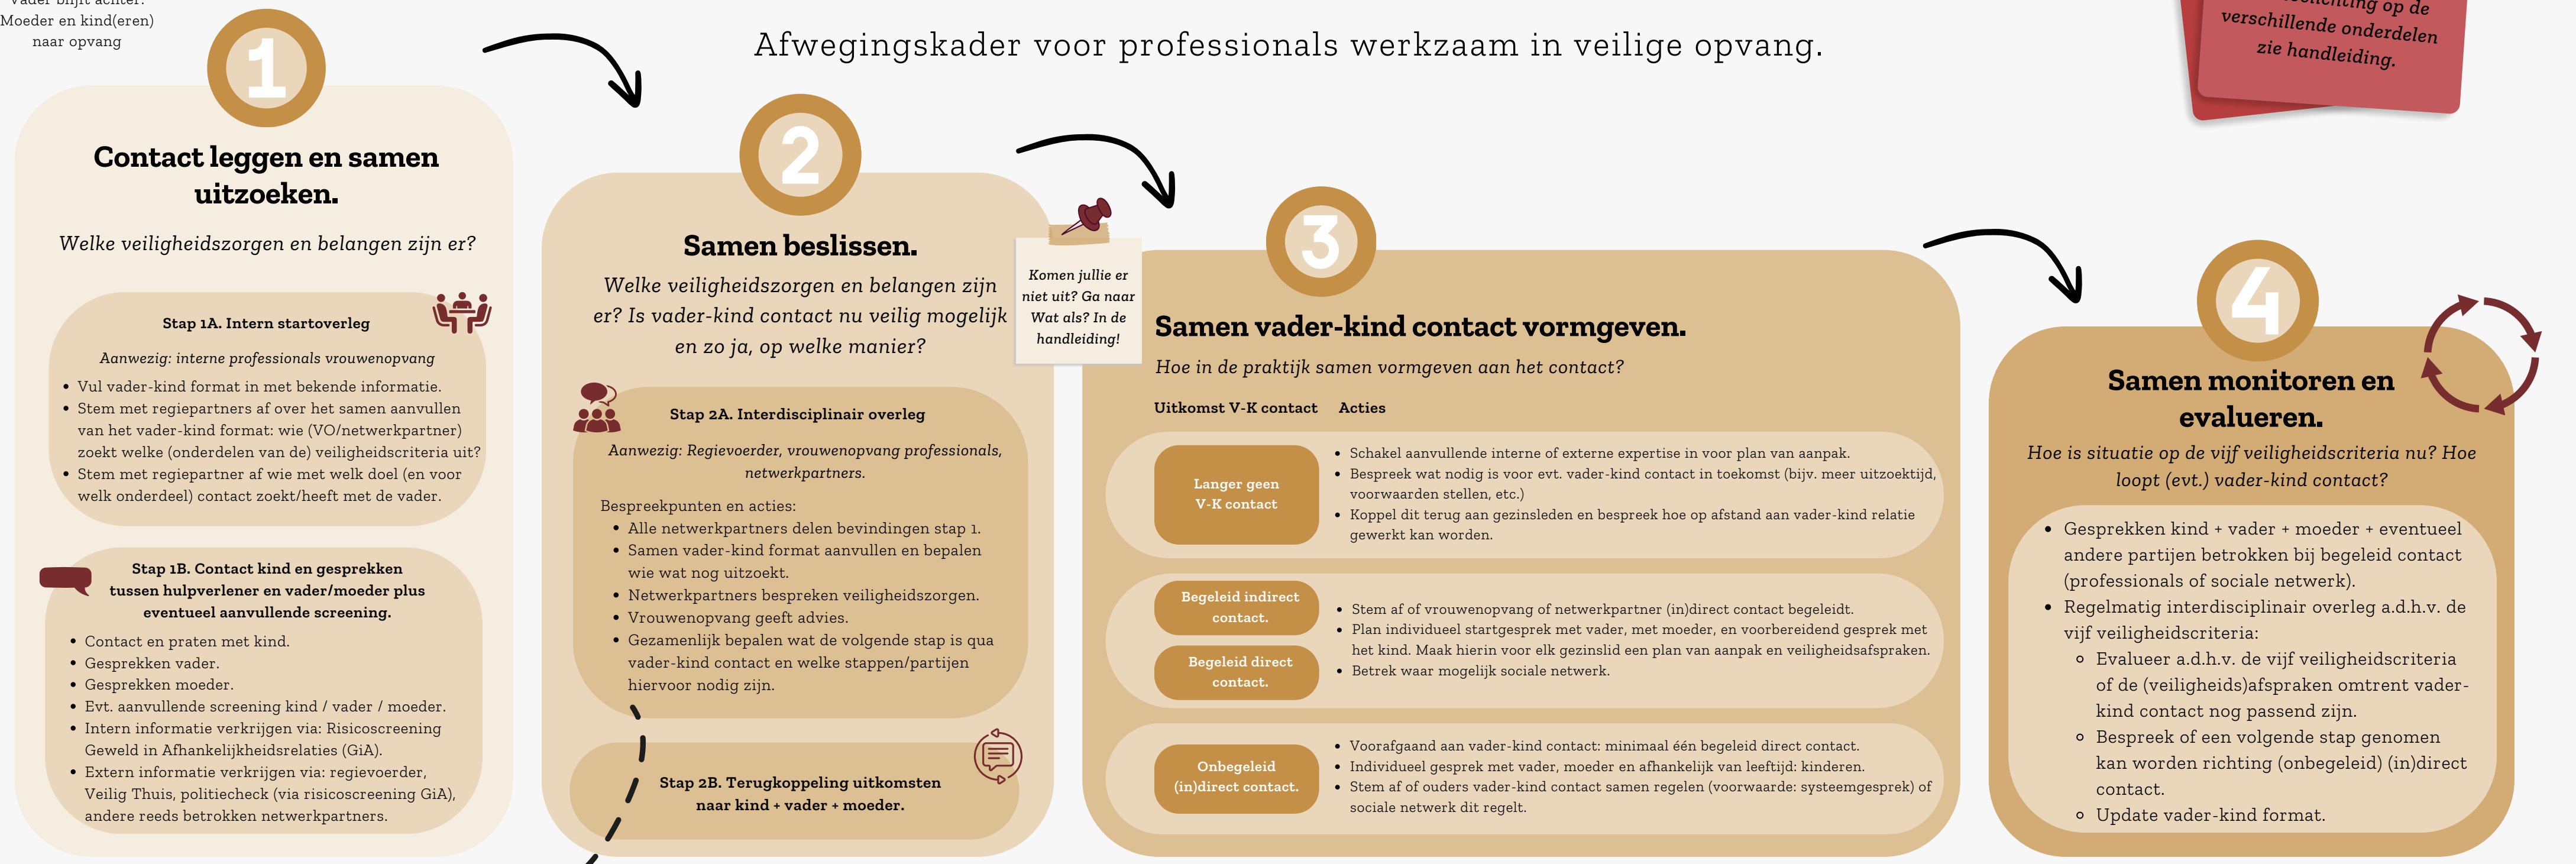 Vader blijft achter.
Moeder en kind(eren)
naar opvang
Afwegingskader voor professionals werkzaam in veilige opvang.
op de
verschillende onderdelen
zie handleiding.
1
Contact leggen en samen
uitzoeken.
Welke veiligheidszorgen en belangen zijn er?
Stap 1A. Intern startoverleg
Aanwezig: interne professionals vrouwenopvang
• Vul vader-kind format in met bekende informatie.
• Stem met regiepartners af over het samen aanvullen
van het vader-kind format: wie (VO/netwerkpartner)
zoekt welke (onderdelen van de) veiligheidscriteria uit?
• Stem met regiepartner af wie met welk doel (en voor
welk onderdeel) contact zoekt/heeft met de vader.
Stap 1B. Contact kind en gesprekken
tussen hulpverlener en vader/moeder plus
eventueel aanvullende screening.
• Contact en praten met kind.
• Gesprekken vader.
• Gesprekken moeder.
• Evt. aanvullende screening kind / vader / moeder.
• Intern informatie verkrijgen via: Risicoscreening
Geweld in Afhankelijkheidsrelaties (GiA).
• Extern informatie verkrijgen via: regievoerder,
Veilig Thuis, politiecheck (via risicoscreening GiA),
andere reeds betrokken netwerkpartners.
2
Samen beslissen.
Welke veiligheidszorgen en belangen zijn
er? Is vader-kind contact nu veilig mogelijk
en zo ja, op welke manier?
Stap 2A. Interdisciplinair overleg
Aanwezig: Regievoerder, vrouwenopvang professionals,
netwerkpartners.
Bespreekpunten en acties:
• Alle netwerkpartners delen bevindingen stap 1.
• Samen vader-kind format aanvullen en bepalen
wie wat nog uitzoekt.
• Netwerkpartners bespreken veiligheidszorgen.
• Vrouwenopvang geeft advies.
• Gezamenlijk bepalen wat de volgende stap is qua
vader-kind contact en welke stappen/partijen
hiervoor nodig zijn.
Stap 2B. Terugkoppeling uitkomsten
naar kind + vader + moeder.
Komen jullie er
niet uit? Ga naar
Wat als? In de
handleiding!
3
Samen vader-kind contact vormgeven.
Hoe in de praktijk samen vormgeven aan het contact?
Uitkomst V-K contact Acties
Langer geen
V-K contact
• Schakel aanvullende interne of externe expertise in voor plan van aanpak.
• Bespreek wat nodig is voor evt. vader-kind contact in toekomst (bijv. meer uitzoektijd,
voorwaarden stellen, etc.)
• Koppel dit terug aan gezinsleden en bespreek hoe op afstand aan vader-kind relatie
gewerkt kan worden.
Begeleid indirect
contact.
Begeleid direct
contact.
• Stem af of vrouwenopvang of netwerkpartner (in)direct contact begeleidt.
• Plan individueel startgesprek met vader, met moeder, en voorbereidend gesprek met
het kind. Maak hierin voor elk gezinslid een plan van aanpak en veiligheidsafspraken.
• Betrek waar mogelijk sociale netwerk.
Onbegeleid
(in)direct contact.
• Voorafgaand aan vader-kind contact: minimaal één begeleid direct contact.
• Individueel gesprek met vader, moeder en afhankelijk van leeftijd: kinderen.
• Stem af of ouders vader-kind contact samen regelen (voorwaarde: systeemgesprek) of
sociale netwerk dit regelt.
4
Samen monitoren en
evalueren.
Hoe is situatie op de vijf veiligheidscriteria nu? Hoe
loopt (evt.) vader-kind contact?
• Gesprekken kind + vader + moeder + eventueel
andere partijen betrokken bij begeleid contact
(professionals of sociale netwerk).
• Regelmatig interdisciplinair overleg a.d.h.v. de
vijf veiligheidscriteria:
◦ Evalueer a.d.h.v. de vijf veiligheidscriteria
of de (veiligheids)afspraken omtrent vader-
kind contact nog passend zijn.
◦ Bespreek of een volgende stap genomen
kan worden richting (onbegeleid) (in)direct
contact.
◦ Update vader-kind format.